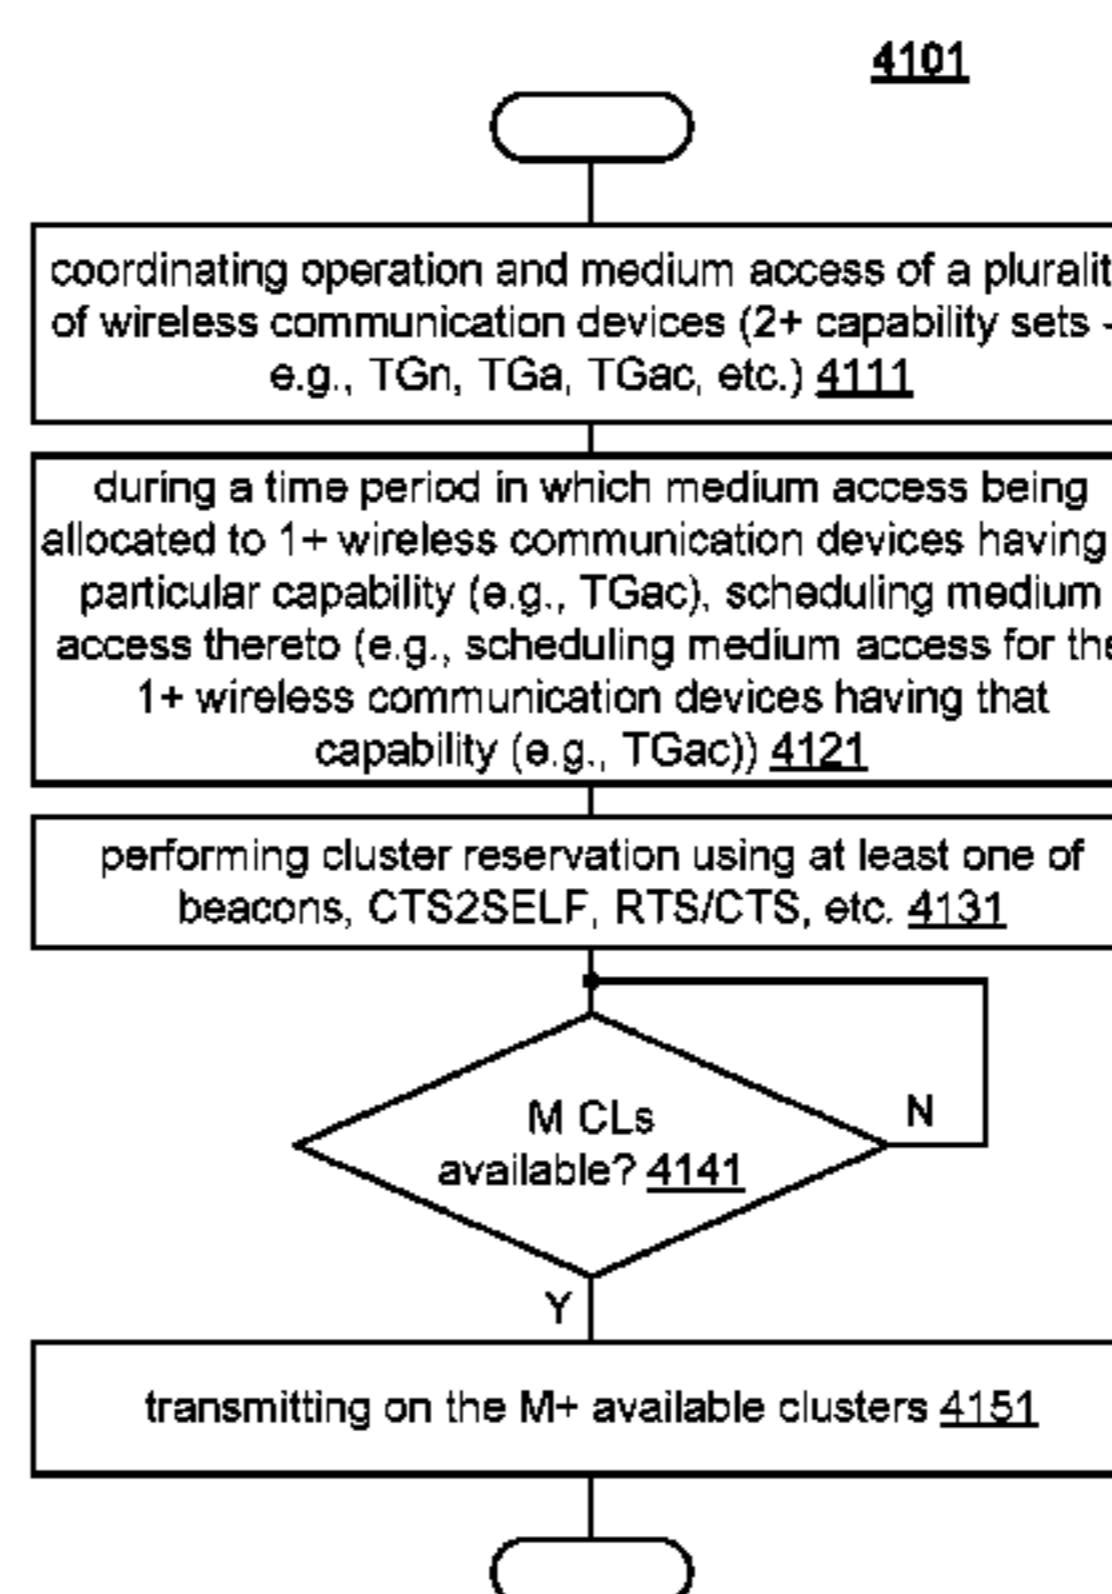 4101
coordinating operation and medium access of a pluralit
of wireless communication devices (2+ capability sets -
e.g., TGn, TGa, TGac, etc.) 4111
during a time period in which medium access being
allocated to 1+ wireless communication devices having
particular capability (e.g., TGac), scheduling medium
access thereto (e.g., scheduling medium access for the
1+ wireless communication devices having that
capability (e.g., TGac)) 4121
performing cluster reservation using at least one of
beacons, CTS2SELF, RTS/CTS, etc. 4131
M CLs
available? 4141
N
Y
transmitting on the M+ available clusters 4151